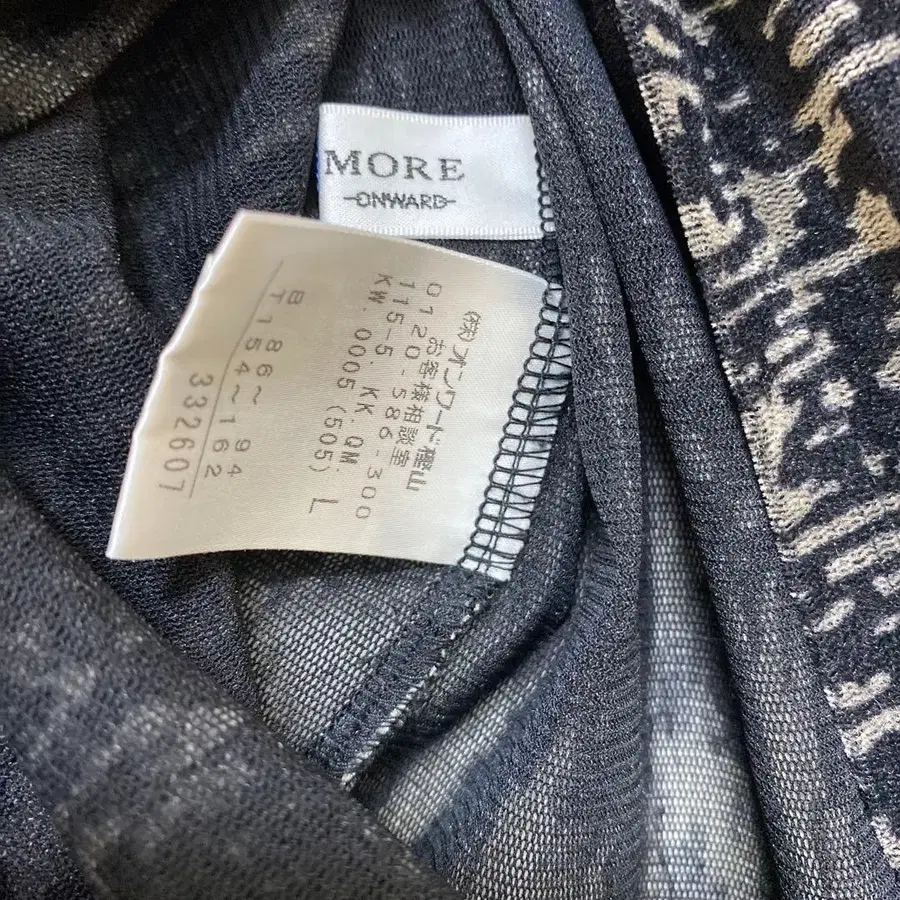 MORE
ONWARD
㈱オンワード樫山
お客様相談室
0120-586-300
115-5. KK. QM.
KW. 0005 (505) L
B 86～ 94
T 154～162
332607